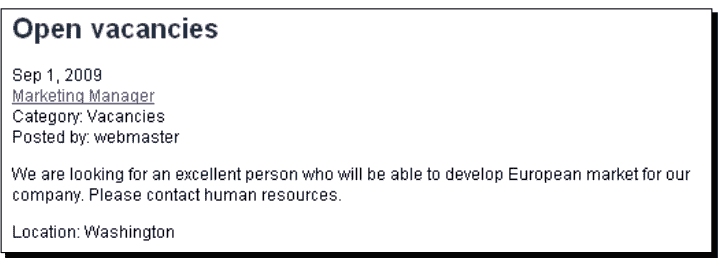 Open vacancies
Sep 1, 2009
Marketing Manager
Category: Vacancies
Posted by: webmaster
We are looking for an excellent person who will be able to develop European market for our
company. Please contact human resources.
Location: Washington